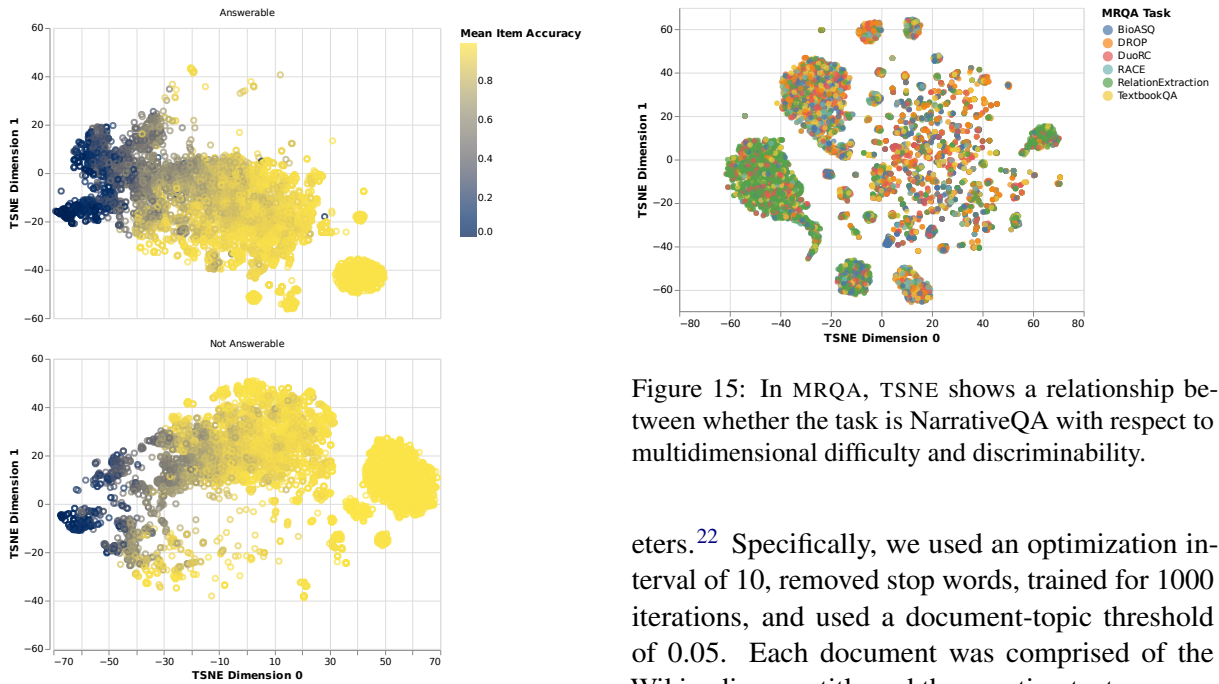 Answerable
60
40
20
0
−20
−40
−60
TSNE Dimension 1
Mean Item Accuracy
0.8
0.6
0.4
0.2
0.0
Not Answerable
60
40
20
0
−20
−40
−60
TSNE Dimension 1
−70 −50 −30 −10 10 30 50 70
TSNE Dimension 0
60
40
20
0
−20
−40
−60
TSNE Dimension 1
−80 −60 −40 −20 0 20 40 60 80
TSNE Dimension 0
MRQA Task
BioASQ
DROP
DuoRC
RACE
RelationExtraction
TextbookQA
Figure 15: In MRQA, TSNE shows a relationship be-
tween whether the task is NarrativeQA with respect to
multidimensional difficulty and discriminability.
eters.22 Specifically, we used an optimization in-
terval of 10, removed stop words, trained for 1000
iterations, and used a document-topic threshold
of 0.05. Each document was comprised of the